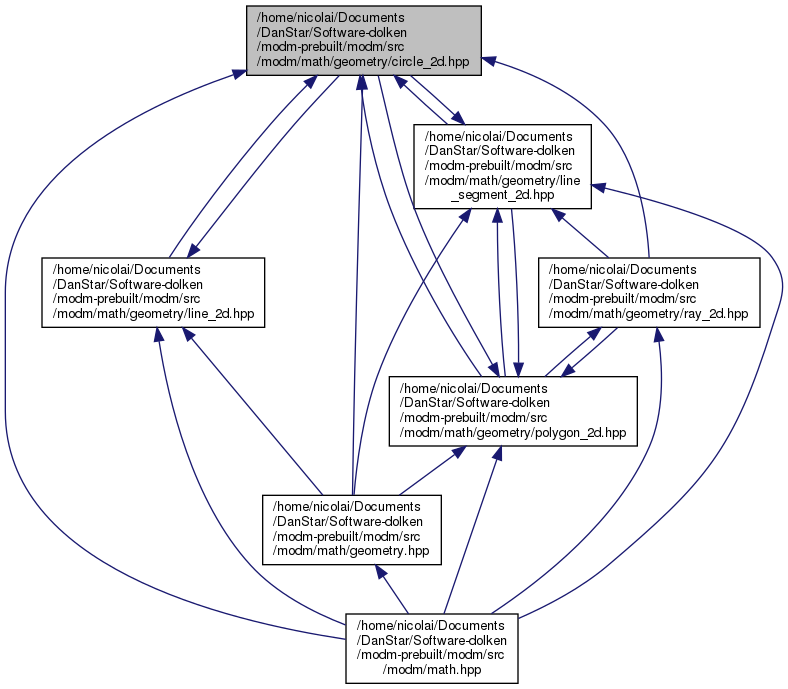 /home/nicolai/Documents
/DanStar/Software-dolken
/modm-prebuilt/modm/src
/modm/math/geometry/circle_2d.hpp
/home/nicolai/Documents
/DanStar/Software-dolken
/modm-prebuilt/modm/src
/modm/math/geometry/line
_segment_2d.hpp
/home/nicolai/Documents
/DanStar/Software-dolken
/modm-prebuilt/modm/src
/modm/math/geometry/line_2d.hpp
/home/nicolai/Documents
/DanStar/Software-dolken
/modm-prebuilt/modm/src
/modm/math/geometry/ray_2d.hpp
/home/nicolai/Documents
/DanStar/Software-dolken
/modm-prebuilt/modm/src
/modm/math/geometry/polygon_2d.hpp
/home/nicolai/Documents
/DanStar/Software-dolken
/modm-prebuilt/modm/src
/modm/math/geometry.hpp
/home/nicolai/Documents
/DanStar/Software-dolken
/modm-prebuilt/modm/src
/modm/math.hpp